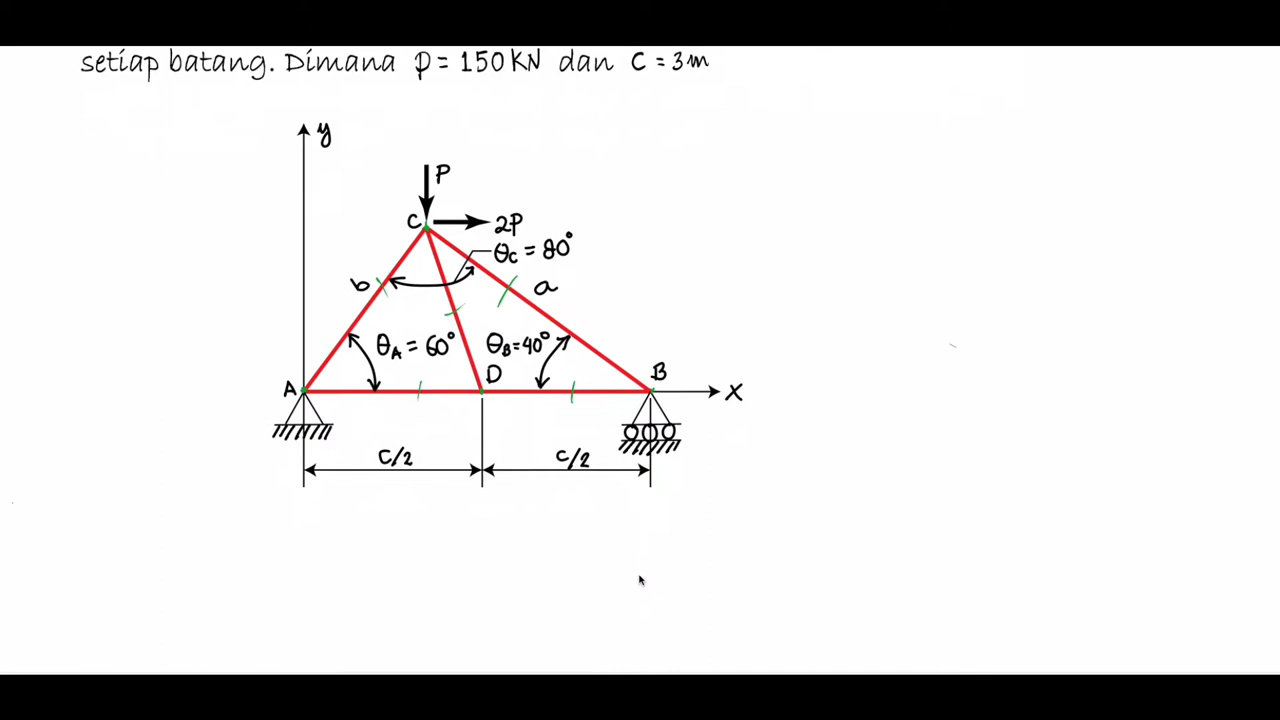 setiap batang. Dimana P = 150 KN dan C = 3 m
y
P
C
2P
θc = 80°
b
a
θA = 60°
θB = 40°
A
D
B
X
C/2
C/2